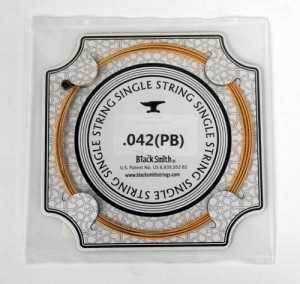 SINGLE STRING SINGLE STRING SINGLE STRING SINGLE STRING
.042(PB)
BlackSmith
U.S. Patent No. US 8,830,952 B2
www.blacksmithstrings.com